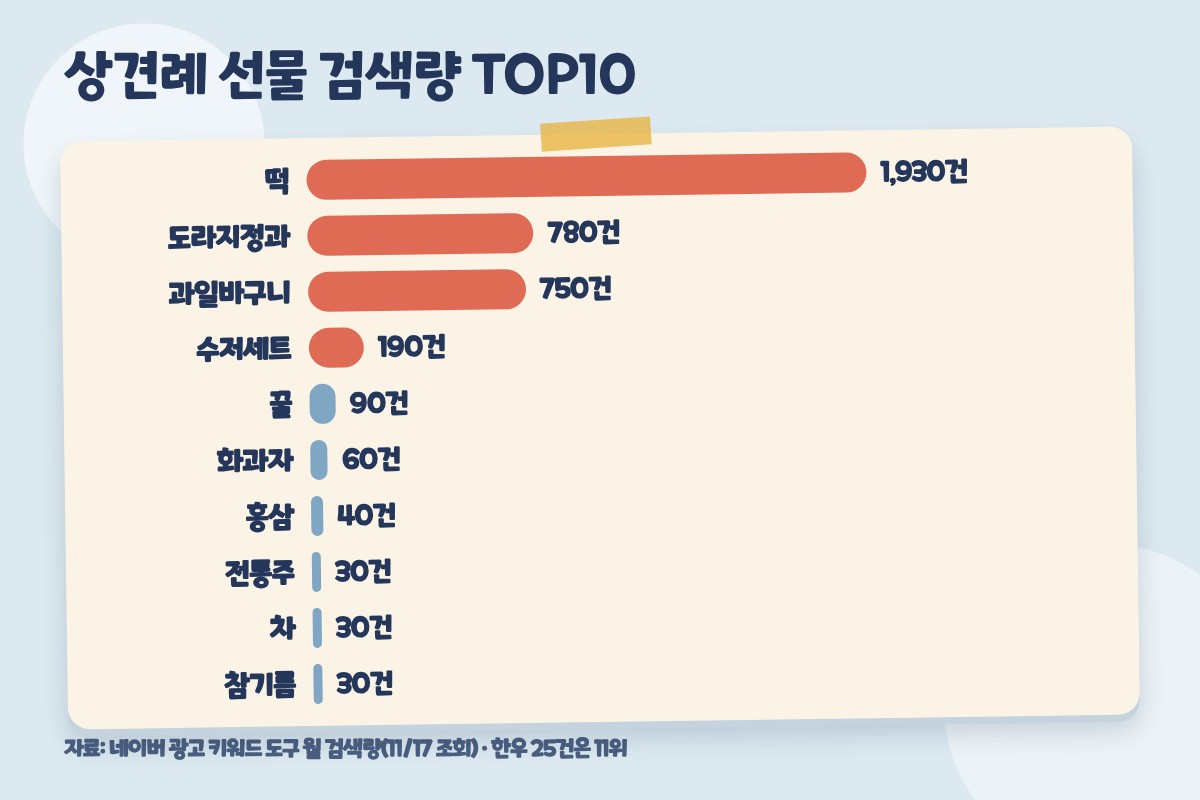 상견례 선물 검색량 TOP10
떡 1,930건
도라지정과 780건
과일바구니 750건
수저세트 190건
꿀 90건
화과자 60건
홍삼 40건
전통주 30건
차 30건
참기름 30건
자료: 네이버 광고 키워드 도구 월 검색량(11/17 조회) · 한우 25건은 11위